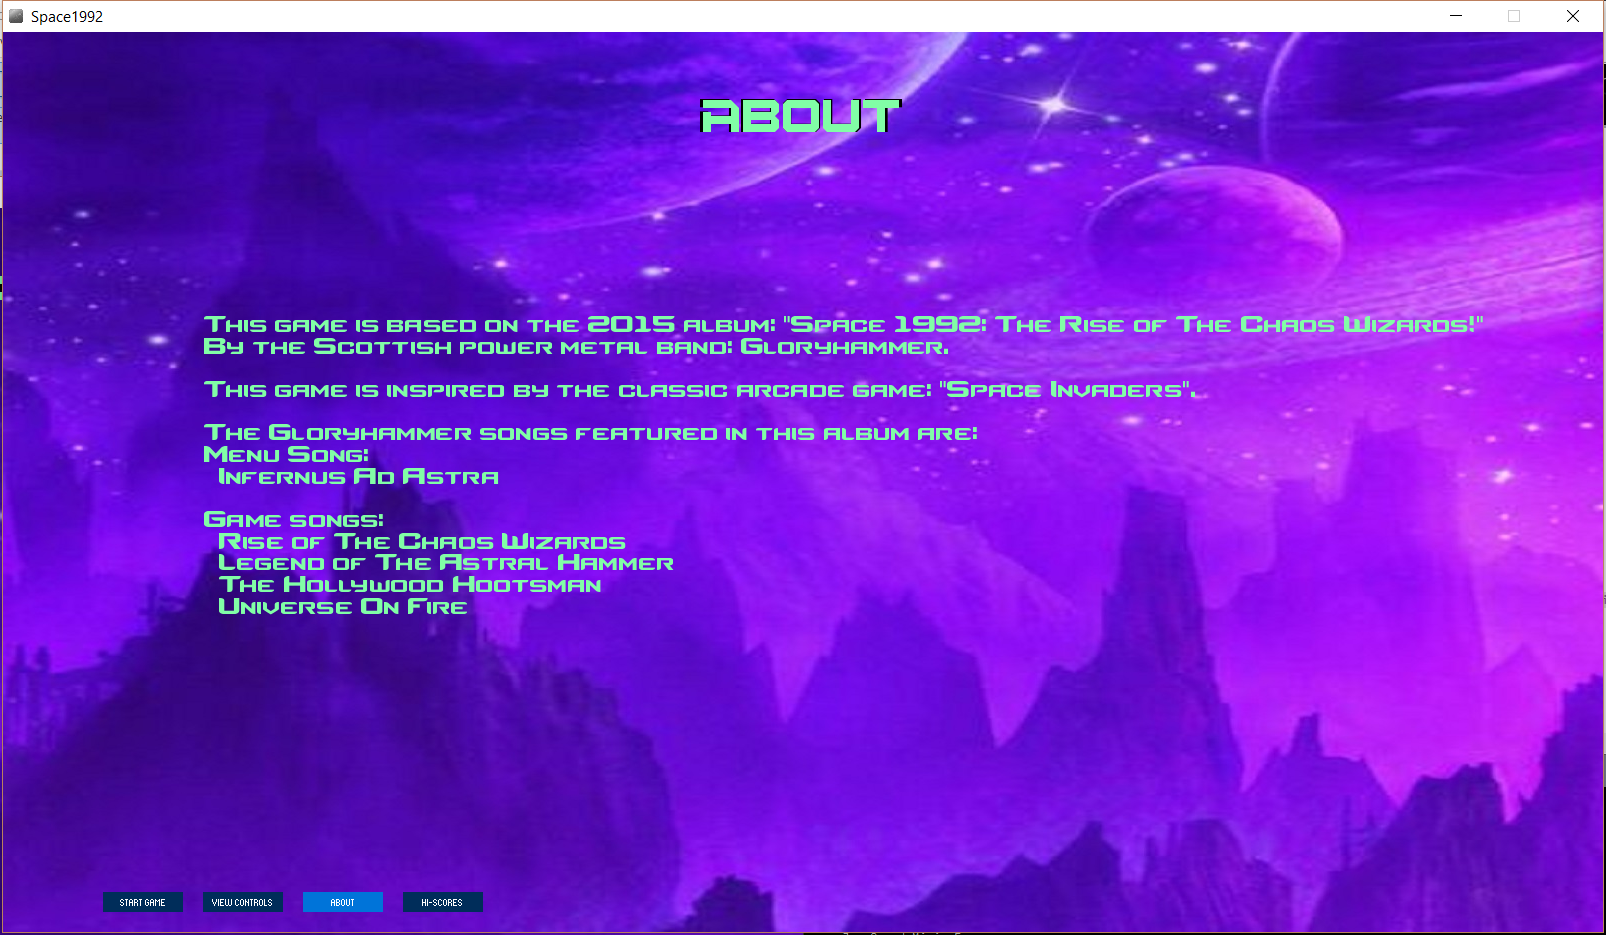 Space1992
ABOUT
This game is based on the 2015 album: "Space 1992: The Rise of The Chaos Wizards!"
By the Scottish power metal band: Gloryhammer.
This game is inspired by the classic arcade game: "Space Invaders".
The Gloryhammer songs featured in this album are:
Menu Song:
Infernus Ad Astra
Game songs:
Rise of The Chaos Wizards
Legend of The Astral Hammer
The Hollywood Hootsman
Universe On Fire
START GAME
VIEW CONTROLS
ABOUT
HI-SCORES